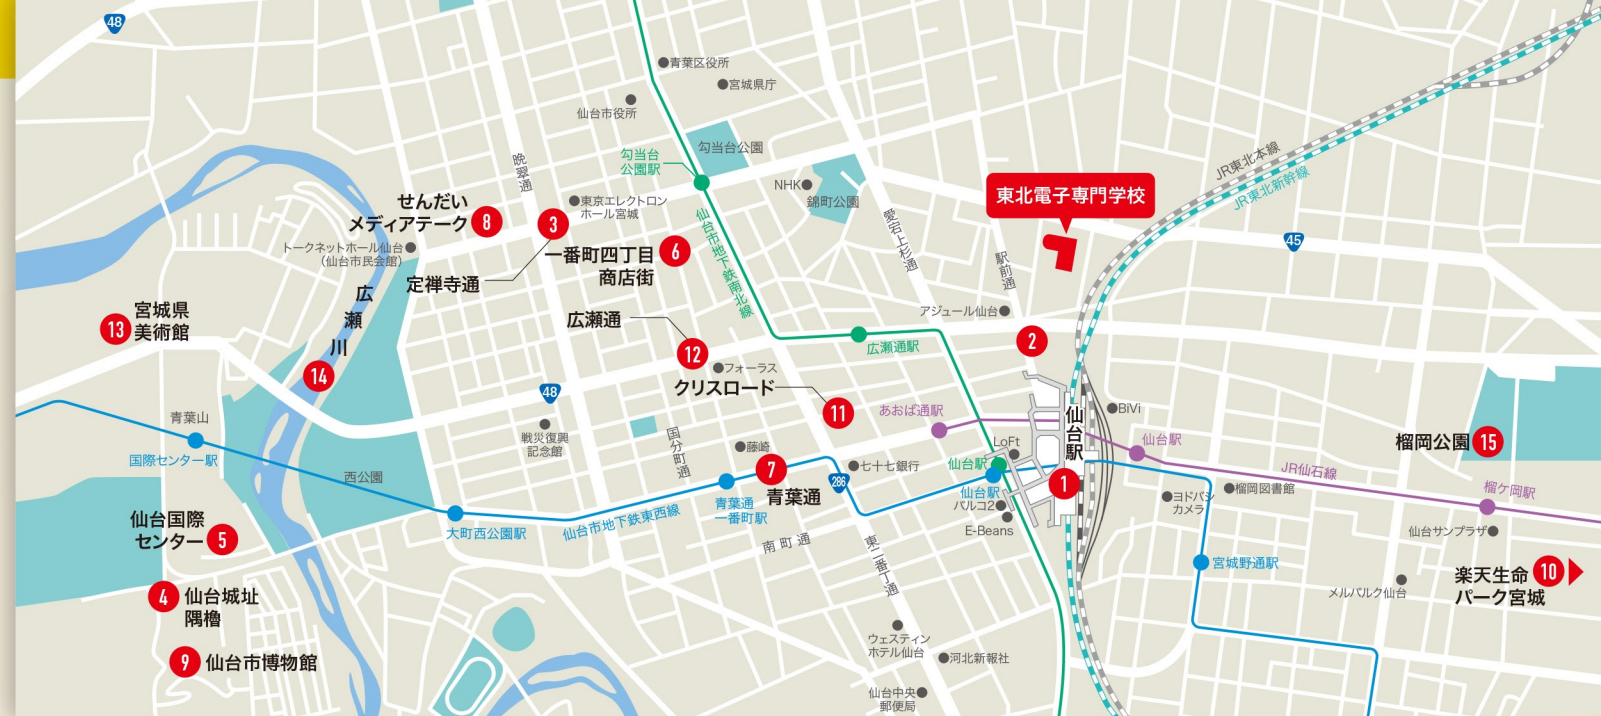 48
青葉区役所
宮城県庁
仙台市役所
勾当台
公園駅
勾当台公園
晩翠通
JR東北本線
JR東北新幹線
NHK
錦町公園
東北電子専門学校
せんだい
メディアテーク
8
3
東京エレクトロン
ホール宮城
仙台市地下鉄南北線
愛宕上杉通
駅前通
45
トークネットホール仙台
(仙台市民会館)
一番町四丁目
商店街
6
定禅寺通
広瀬川
13
宮城県
美術館
広瀬通
アジュール仙台
2
12
広瀬通駅
フォーラス
14
クリスロード
11
48
あおば通駅
BiVi
仙台駅
青葉山
国際センター駅
戦災復興
記念館
国分町通
藤崎
LoFt
仙台駅
榴岡公園
15
7
青葉通
七十七銀行
仙台駅
JR仙石線
西公園
286
仙台駅
1
パルコ2
E-Beans
ヨドバシ
カメラ
榴岡図書館
榴ケ岡駅
青葉通
一番町駅
仙台国際
センター
5
大町西公園駅
仙台市地下鉄東西線
南町通
東二番丁通
仙台サンプラザ
宮城野通駅
楽天生命
パーク宮城
10
メルパルク仙台
4
仙台城址
隅櫓
ウェスティン
ホテル仙台
河北新報社
9
仙台市博物館
仙台中央
郵便局